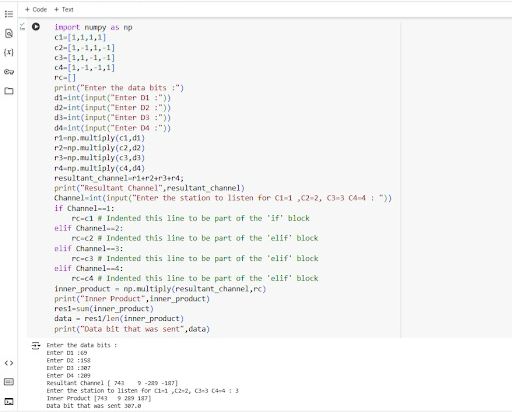 + Code + Text
import numpy as np
c1=[1,1,1,1]
c2=[1,-1,1,-1]
c3=[1,1,-1,-1]
c4=[1,-1,-1,1]
rc=[]
print("Enter the data bits :")
d1=int(input("Enter D1 :"))
d2=int(input("Enter D2 :"))
d3=int(input("Enter D3 :"))
d4=int(input("Enter D4 :"))
r1=np.multiply(c1,d1)
r2=np.multiply(c2,d2)
r3=np.multiply(c3,d3)
r4=np.multiply(c4,d4)
resultant_channel=r1+r2+r3+r4;
print("Resultant Channel",resultant_channel)
Channel=int(input("Enter the station to listen for C1=1 ,C2=2, C3=3 C4=4 : "))
if Channel==1:
rc=c1 # Indented this line to be part of the 'if' block
elif Channel==2:
rc=c2 # Indented this line to be part of the 'elif' block
elif Channel==3:
rc=c3 # Indented this line to be part of the 'elif' block
elif Channel==4:
rc=c4 # Indented this line to be part of the 'elif' block
inner_product = np.multiply(resultant_channel,rc)
print("Inner Product",inner_product)
res1=sum(inner_product)
data = res1/len(inner_product)
print("Data bit that was sent",data)
Enter the data bits :
Enter D1 :69
Enter D2 :158
Enter D3 :307
Enter D4 :209
Resultant Channel [ 743 9 -289 -187]
Enter the station to listen for C1=1 ,C2=2, C3=3 C4=4 : 3
Inner Product [743 9 289 187]
Data bit that was sent 307.0